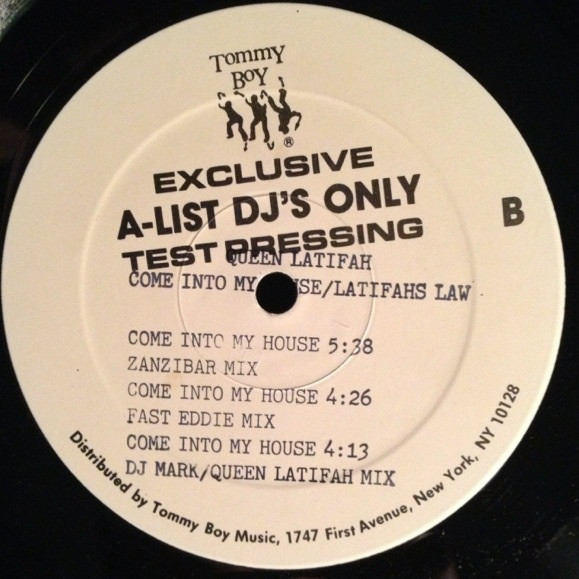 Tommy
Boy
®
EXCLUSIVE
A-LIST DJ'S ONLY
TEST PRESSING
B
QUEEN LATIFAH
COME INTO MY HOUSE/LATIFAHS LAW
COME INTO MY HOUSE 5:38
ZANZIBAR MIX
COME INTO MY HOUSE 4:26
FAST EDDIE MIX
COME INTO MY HOUSE 4:13
DJ MARK/QUEEN LATIFAH MIX
Distributed by Tommy Boy Music, 1747 First Avenue, New York, NY 10128